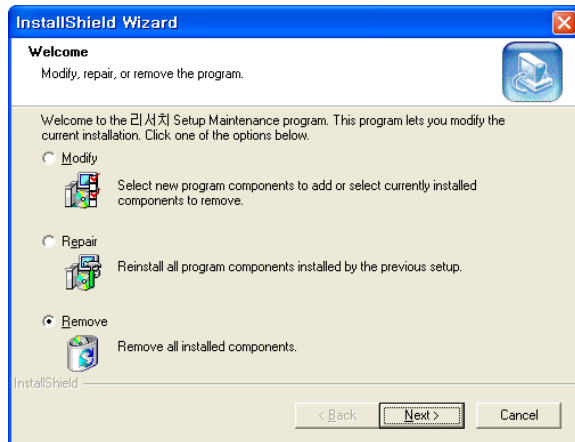 InstallShield Wizard
Welcome
Modify, repair, or remove the program.
Welcome to the 리서치 Setup Maintenance program. This program lets you modify the
current installation. Click one of the options below.
Modify
Select new program components to add or select currently installed
components to remove.
Repair
Reinstall all program components installed by the previous setup.
Remove
Remove all installed components.
InstallShield
< Back
Next >
Cancel